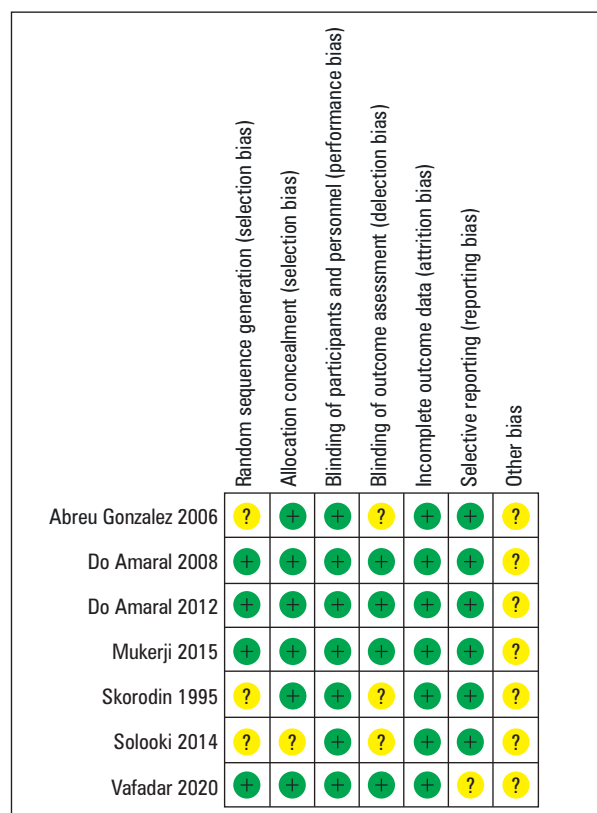 Random sequence generation (selection bias)
Allocation concealment (selection bias)
Blinding of participants and personnel (performance bias)
Blinding of outcome asessment (delection bias)
Incomplete outcome data (attrition bias)
Selective reporting (reporting bias)
Other bias
Abreu Gonzalez 2006 ? + + ? + + ?
Do Amaral 2008 + + + + + + ?
Do Amaral 2012 + + + + + + ?
Mukerji 2015 + + + + + + ?
Skorodin 1995 ? + + ? + + ?
Solooki 2014 ? ? + ? + + ?
Vafadar 2020 + + + + + ? ?